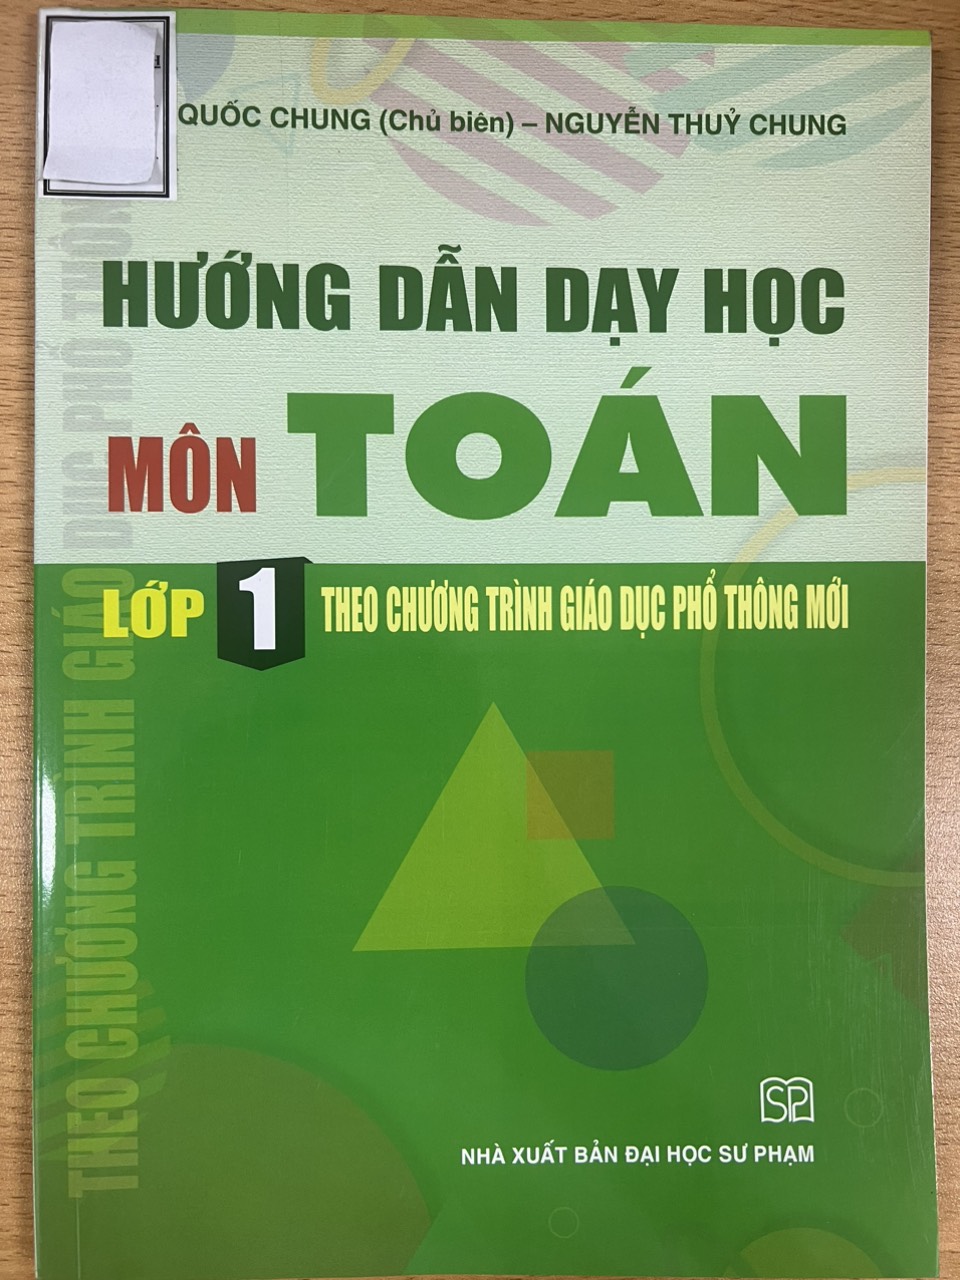 QUỐC CHUNG (Chủ biên) – NGUYỄN THUỶ CHUNG
HƯỚNG DẪN DẠY HỌC
MÔN TOÁN
LỚP 1 THEO CHƯƠNG TRÌNH GIÁO DỤC PHỔ THÔNG MỚI
THEO CHƯƠNG TRÌNH GIÁO DỤC PHỔ THÔN
SP
NHÀ XUẤT BẢN ĐẠI HỌC SƯ PHẠM